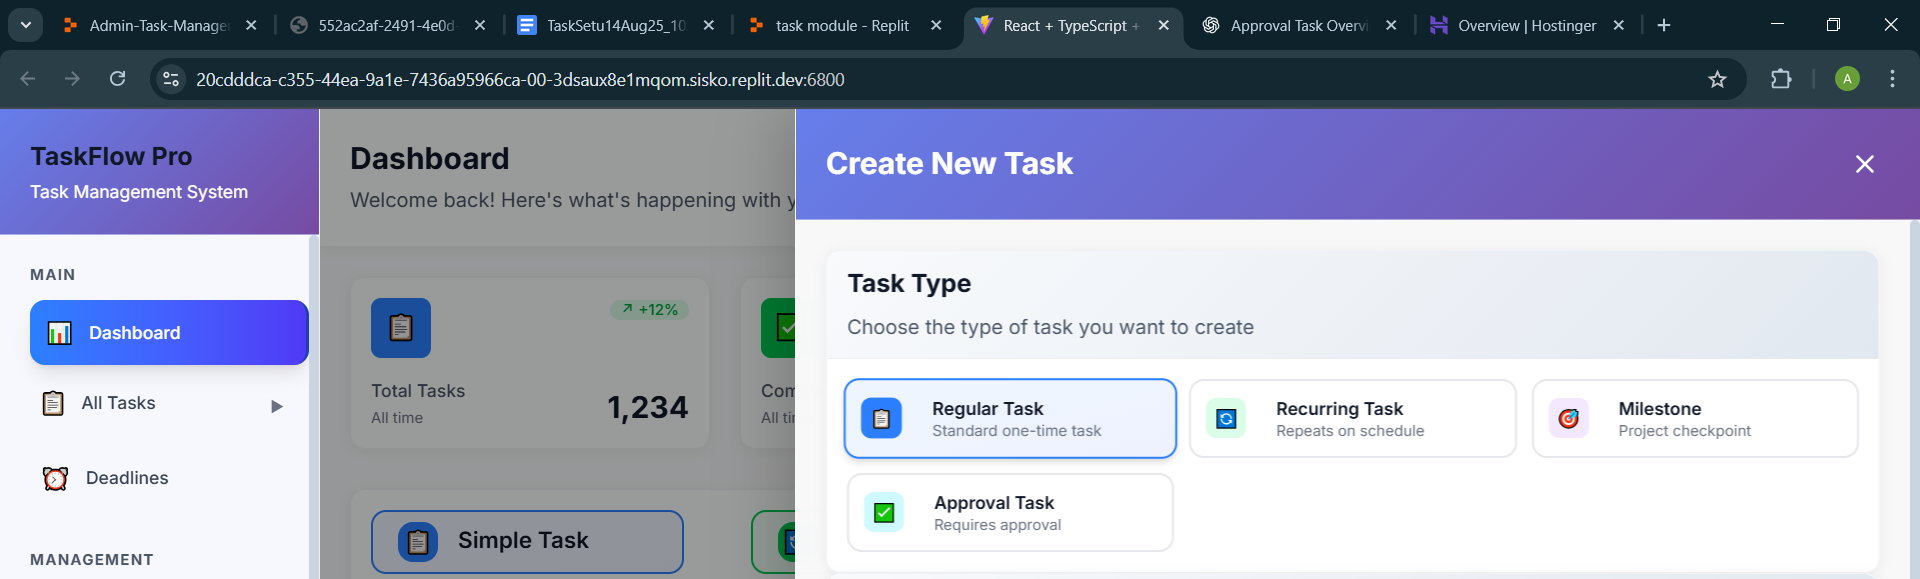 Admin-Task-Manage
552ac2af-2491-4e0d-
TaskSetu14Aug25_10
task module - Replit
React + TypeScript +
Approval Task Overvi
Overview | Hostinger
20cdddca-c355-44ea-9a1e-7436a95966ca-00-3dsaux8e1mqom.sisko.replit.dev:6800
A
TaskFlow Pro
Task Management System
MAIN
Dashboard
All Tasks
Deadlines
MANAGEMENT
Dashboard
Welcome back! Here's what's happening with y
+12%
Total Tasks
All time
1,234
Com
All tin
Simple Task
Create New Task
Task Type
Choose the type of task you want to create
Regular Task
Standard one-time task
Recurring Task
Repeats on schedule
Milestone
Project checkpoint
Approval Task
Requires approval